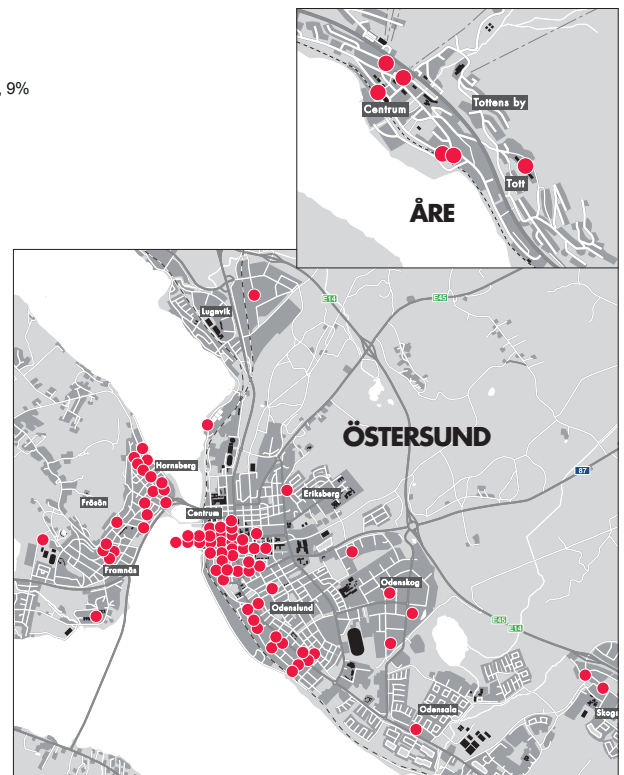 , 9%
Centrum
Tottens by
Tott
ÅRE
Lugnvik
E14
E45
ÖSTERSUND
87
Hornsberg
Eriksberg
Frösön
Centrum
Framnäs
Odenskog
Odenslund
E45
E14
Odensala
Skogs